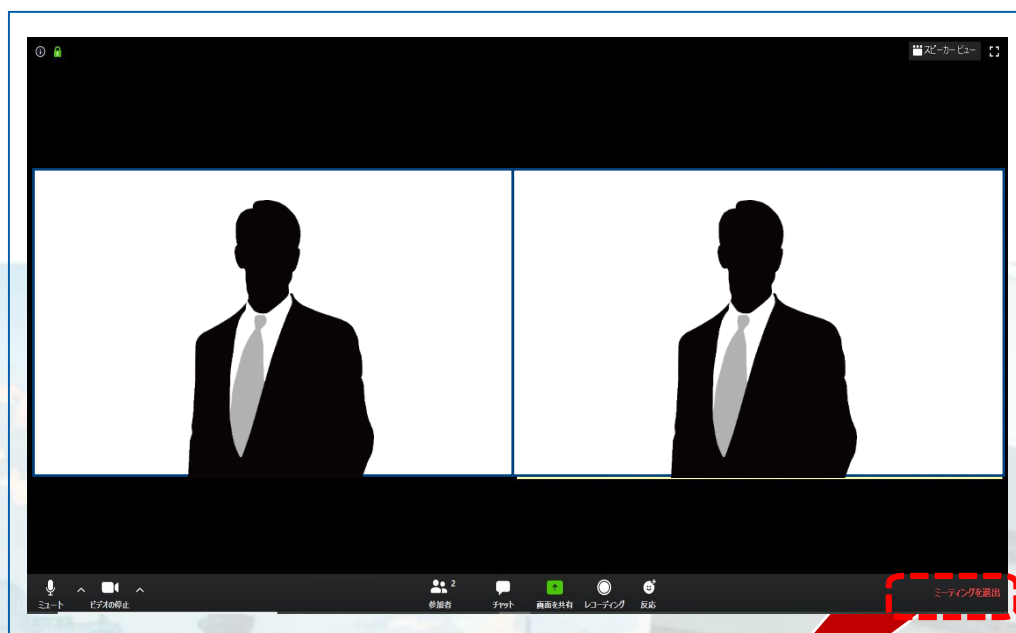 スピーカー ビュー
2
ミュート
ビデオの停止
参加者
チャット
画面を共有
レコーディング
反応
ミーティングを退出